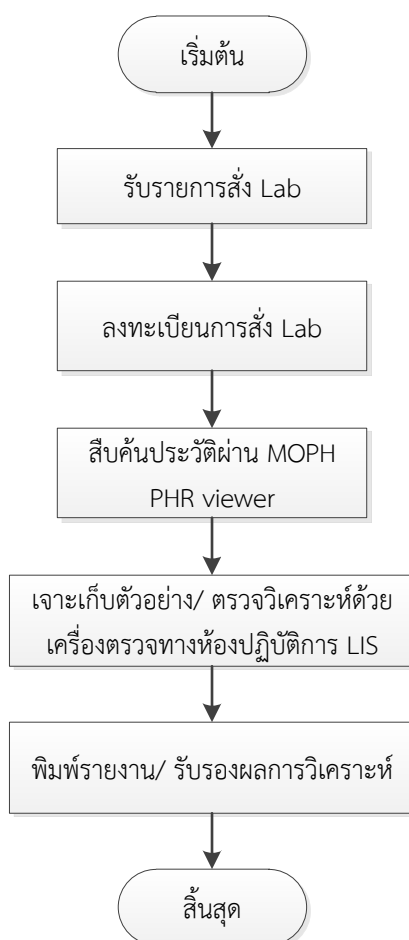 เริ่มต้น
รับรายการสั่ง Lab
ลงทะเบียนการสั่ง Lab
สืบค้นประวัติผ่าน MOPH
PHR viewer
เจาะเก็บตัวอย่าง/ ตรวจวิเคราะห์ด้วย
เครื่องตรวจทางห้องปฏิบัติการ LIS
พิมพ์รายงาน/ รับรองผลการวิเคราะห์
สิ้นสุด